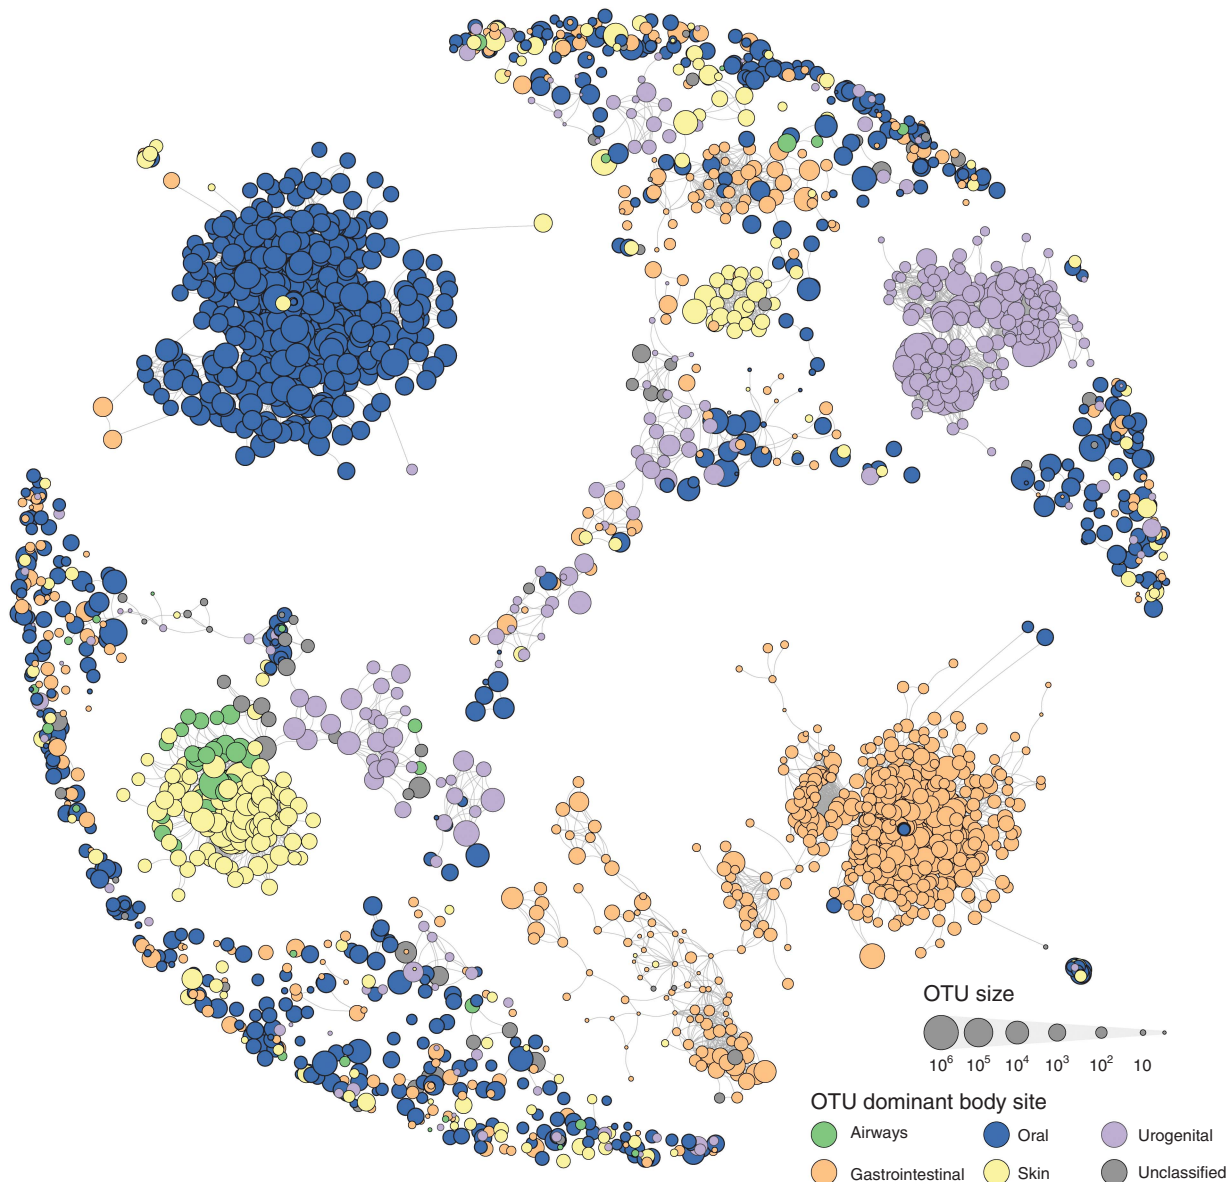 OTU size
10⁶ 10⁵ 10⁴ 10³ 10² 10
OTU dominant body site
Airways Oral Urogenital
Gastrointestinal Skin Unclassified